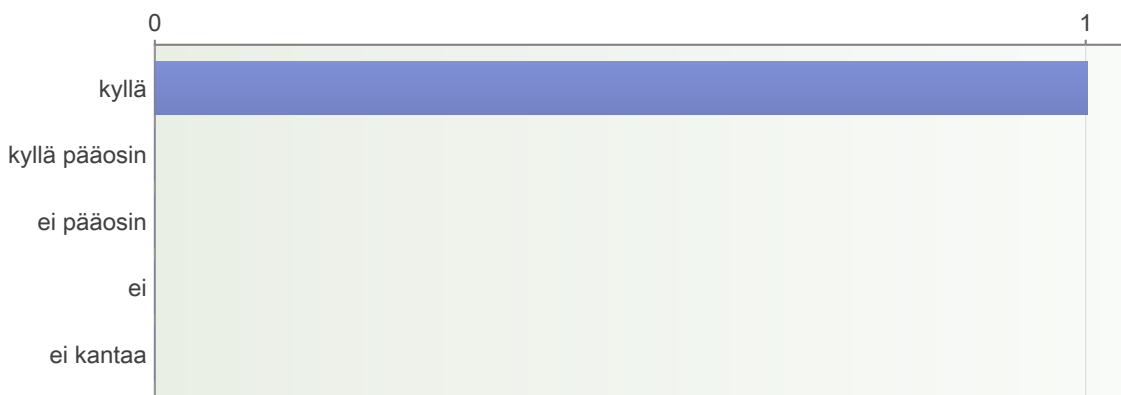 0 1
kyllä
kyllä pääosin
ei pääosin
ei
ei kantaa